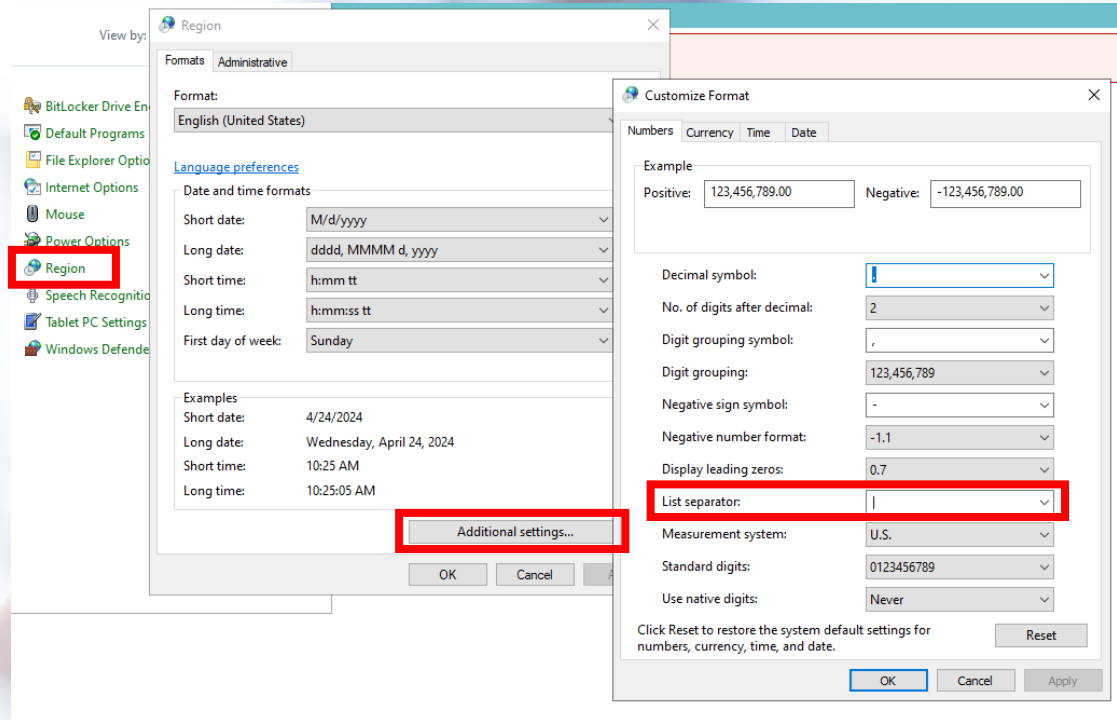 View by:
BitLocker Drive En
Default Programs
File Explorer Optio
Internet Options
Mouse
Power Options
Region
Speech Recognitio
Tablet PC Settings
Windows Defende
Region
Formats Administrative
Format:
English (United States)
Language preferences
Date and time formats
Short date: M/d/yyyy
Long date: dddd, MMMM d, yyyy
Short time: h:mm tt
Long time: h:mm:ss tt
First day of week: Sunday
Examples
Short date: 4/24/2024
Long date: Wednesday, April 24, 2024
Short time: 10:25 AM
Long time: 10:25:05 AM
Additional settings...
OK Cancel A
Customize Format
Numbers Currency Time Date
Example
Positive: 123,456,789.00 Negative: -123,456,789.00
Decimal symbol: .
No. of digits after decimal: 2
Digit grouping symbol: ,
Digit grouping: 123,456,789
Negative sign symbol: -
Negative number format: -1.1
Display leading zeros: 0.7
List separator: |
Measurement system: U.S.
Standard digits: 0123456789
Use native digits: Never
Click Reset to restore the system default settings for
numbers, currency, time, and date.
Reset
OK Cancel Apply